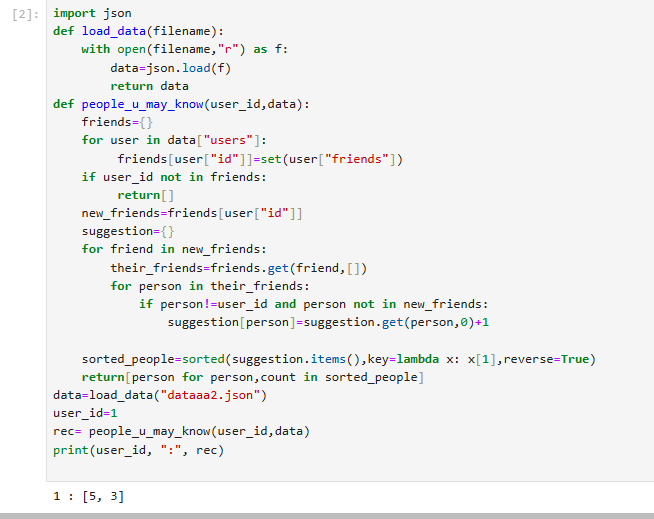 [2]: import json
def load_data(filename):
    with open(filename,"r") as f:
        data=json.load(f)
        return data
def people_u_may_know(user_id,data):
    friends={}
    for user in data["users"]:
         friends[user["id"]]=set(user["friends"])
    if user_id not in friends:
         return[]
    new_friends=friends[user["id"]]
    suggestion={}
    for friend in new_friends:
        their_friends=friends.get(friend,[])
        for person in their_friends:
            if person!=user_id and person not in new_friends:
                suggestion[person]=suggestion.get(person,0)+1

    sorted_people=sorted(suggestion.items(),key=lambda x: x[1],reverse=True)
    return[person for person,count in sorted_people]
data=load_data("dataaa2.json")
user_id=1
rec= people_u_may_know(user_id,data)
print(user_id, ":", rec)
1 : [5, 3]